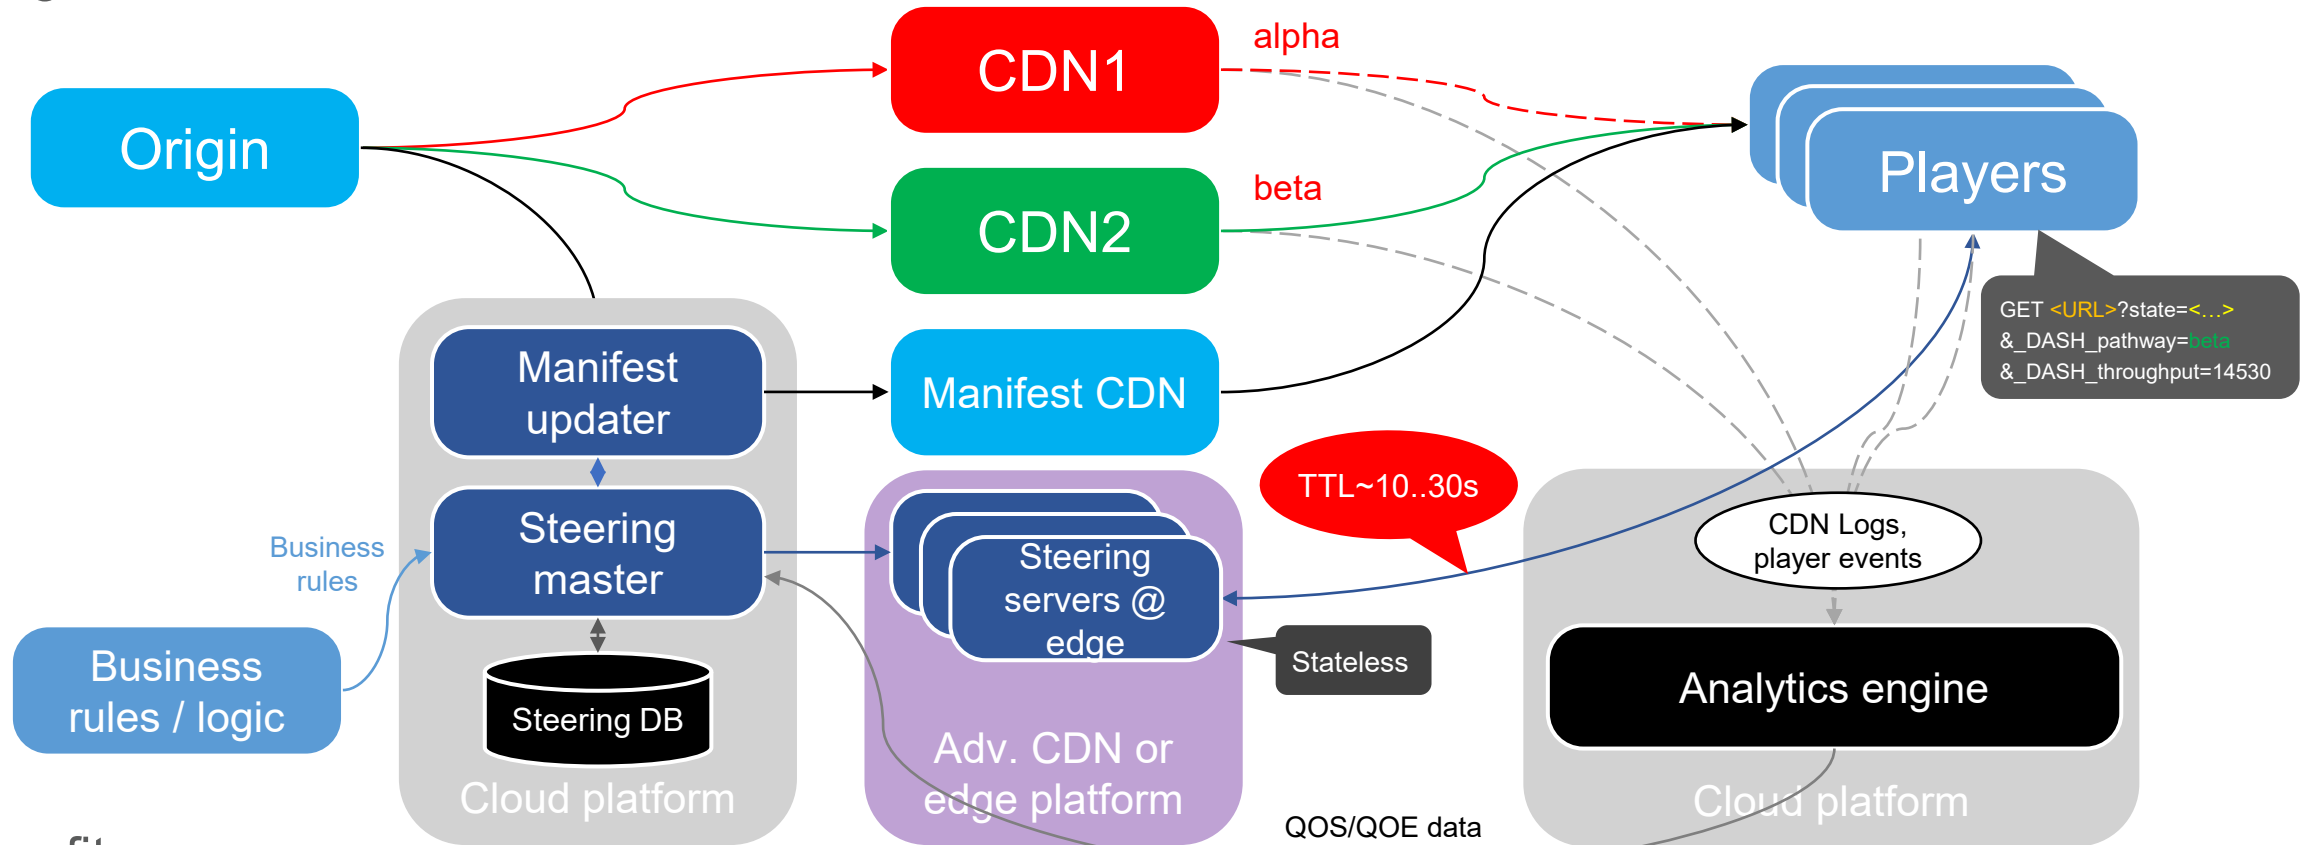 CDN1
alpha
Origin
CDN2
beta
Players
GET <URL>?state=<...>
&_DASH_pathway=beta
&_DASH_throughput=14530
Manifest
updater
Manifest CDN
Steering
master
Business
rules
Business
rules / logic
Steering DB
Cloud platform
Steering
servers @
edge
Adv. CDN or
edge platform
TTL~10..30s
Stateless
CDN Logs,
player events
Analytics engine
Cloud platform
QOS/QOE data